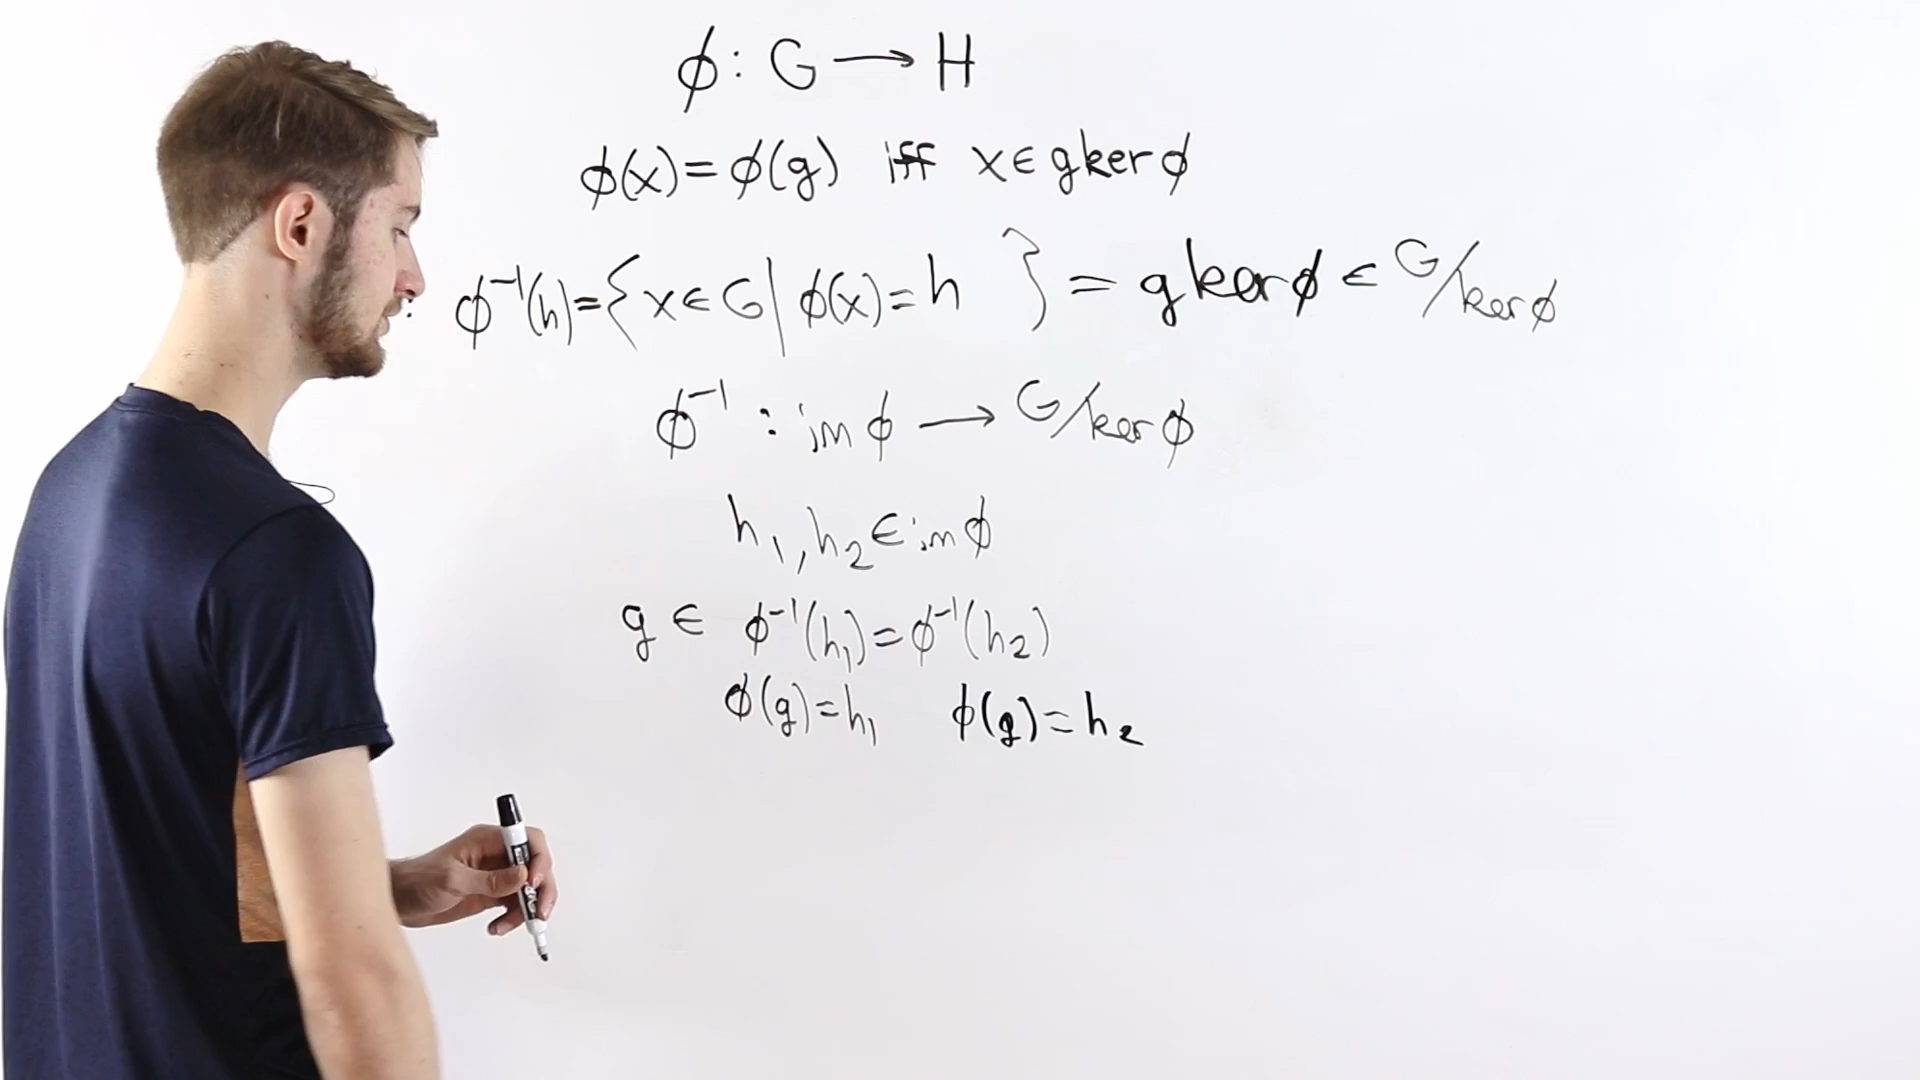 ϕ: G ⟶ H
ϕ(x) = ϕ(g) iff x ∈ g ker ϕ
: ϕ⁻¹(h) = { x ∈ G | ϕ(x) = h } = g ker ϕ ∈ G/ker ϕ
ϕ⁻¹ : im ϕ ⟶ G/ker ϕ
h₁, h₂ ∈ im ϕ
g ∈ ϕ⁻¹(h₁) = ϕ⁻¹(h₂)
ϕ(g) = h₁ ϕ(g) = h₂